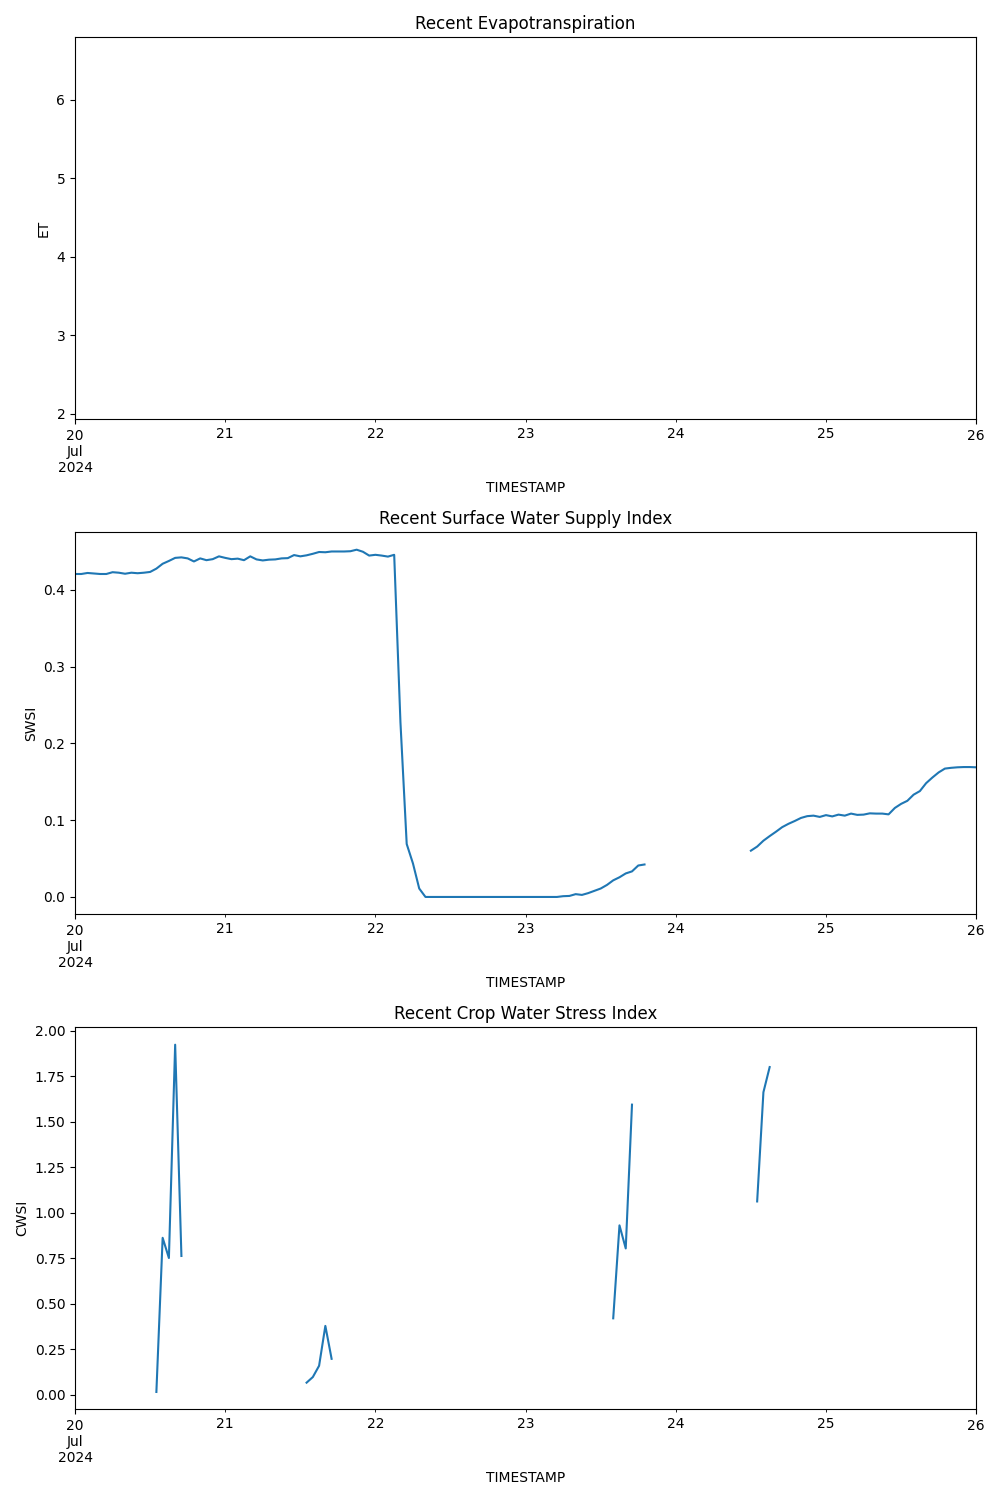 Recent Evapotranspiration
6
5
4
3
2
ET
20 21 22 23 24 25 26
Jul
2024
TIMESTAMP
Recent Surface Water Supply Index
0.4
0.3
0.2
0.1
0.0
SWSI
20 21 22 23 24 25 26
Jul
2024
TIMESTAMP
Recent Crop Water Stress Index
2.00
1.75
1.50
1.25
1.00
0.75
0.50
0.25
0.00
CWSI
20 21 22 23 24 25 26
Jul
2024
TIMESTAMP